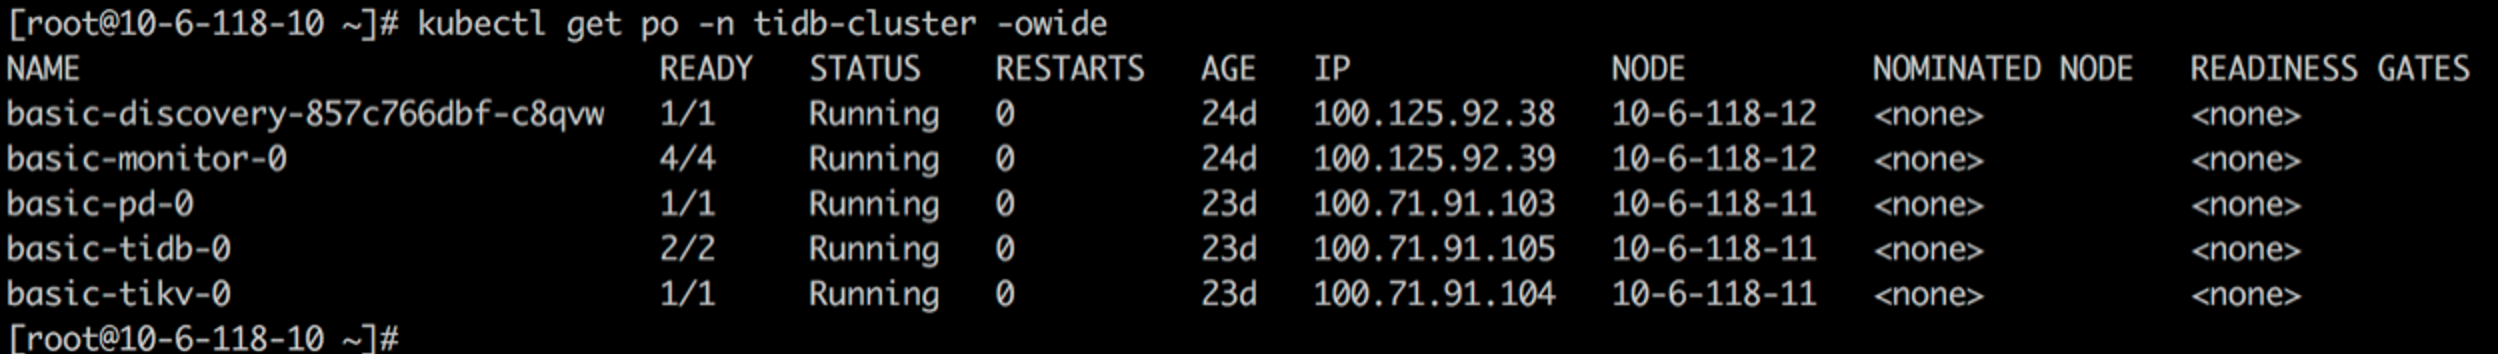 [root@10-6-118-10 ~]# kubectl get po -n tidb-cluster -owide
NAME                              READY   STATUS    RESTARTS   AGE   IP              NODE          NOMINATED NODE   READINESS GATES
basic-discovery-857c766dbf-c8qvw   1/1     Running   0          24d   100.125.92.38   10-6-118-12   <none>           <none>
basic-monitor-0                    4/4     Running   0          24d   100.125.92.39   10-6-118-12   <none>           <none>
basic-pd-0                         1/1     Running   0          23d   100.71.91.103   10-6-118-11   <none>           <none>
basic-tidb-0                       2/2     Running   0          23d   100.71.91.105   10-6-118-11   <none>           <none>
basic-tikv-0                       1/1     Running   0          23d   100.71.91.104   10-6-118-11   <none>           <none>
[root@10-6-118-10 ~]#